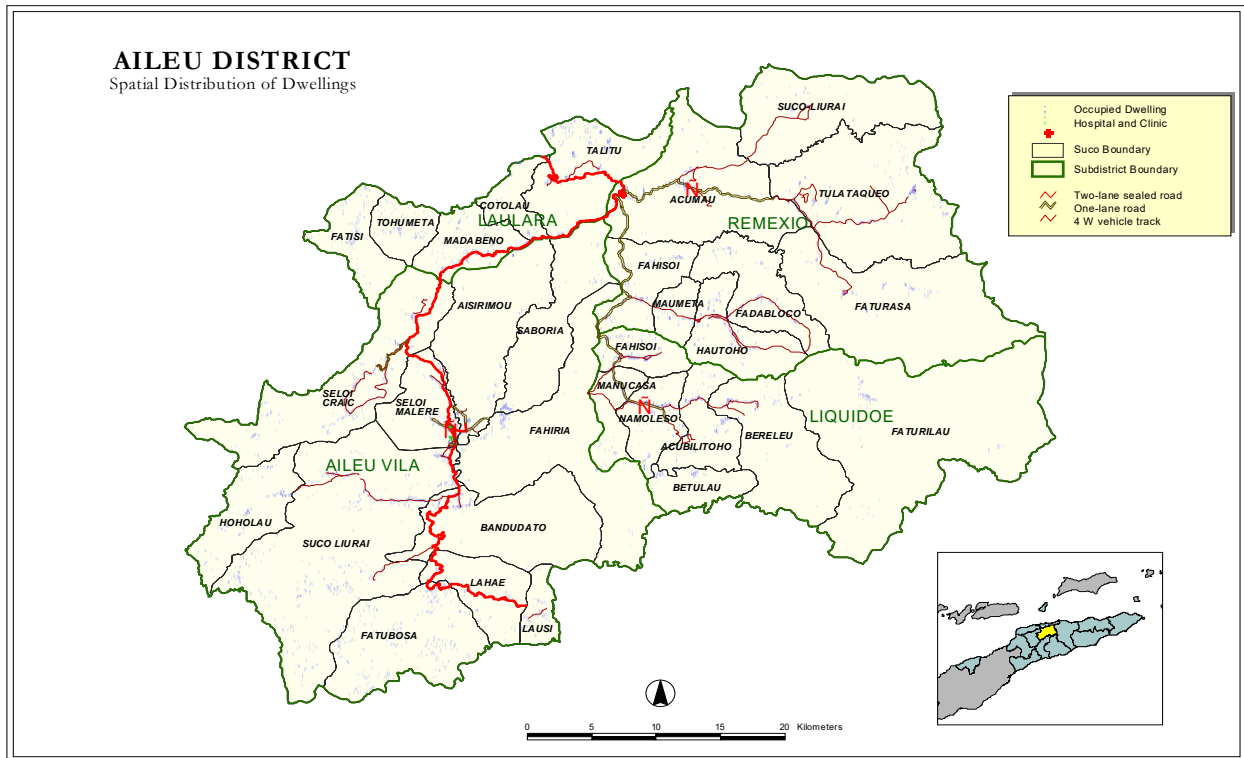 AILEU DISTRICT
Spatial Distribution of Dwellings
Occupied Dwelling
Hospital and Clinic
Suco Boundary
Subdistrict Boundary
Two-lane sealed road
One-lane road
4 W vehicle track
SUCO-LIURAI
TALITU
ACUMAU
Ñ
TULATAQUEO
COTOLAU
LAULARA
REMEXIO
TOHUMETA
FATISI
MADABENO
FAHISOI
AISIRIMOU
MAUMETA
FADABLOCO
FATURASA
SABORIA
FAHISOI
HAUTOHO
SELOI
CRAIC
SELOI
MALERE
MANUCASA
Ñ
NAMOLESO
LIQUIDOE
FATURILAU
FAHIRIA
BERELEU
ACUBILITOHO
Ñ
AILEU VILA
BETULAU
HOHOLAU
BANDUDATO
SUCO LIURAI
LAHAE
LAUSI
FATUBOSA
0 5 10 15 20 Kilometers